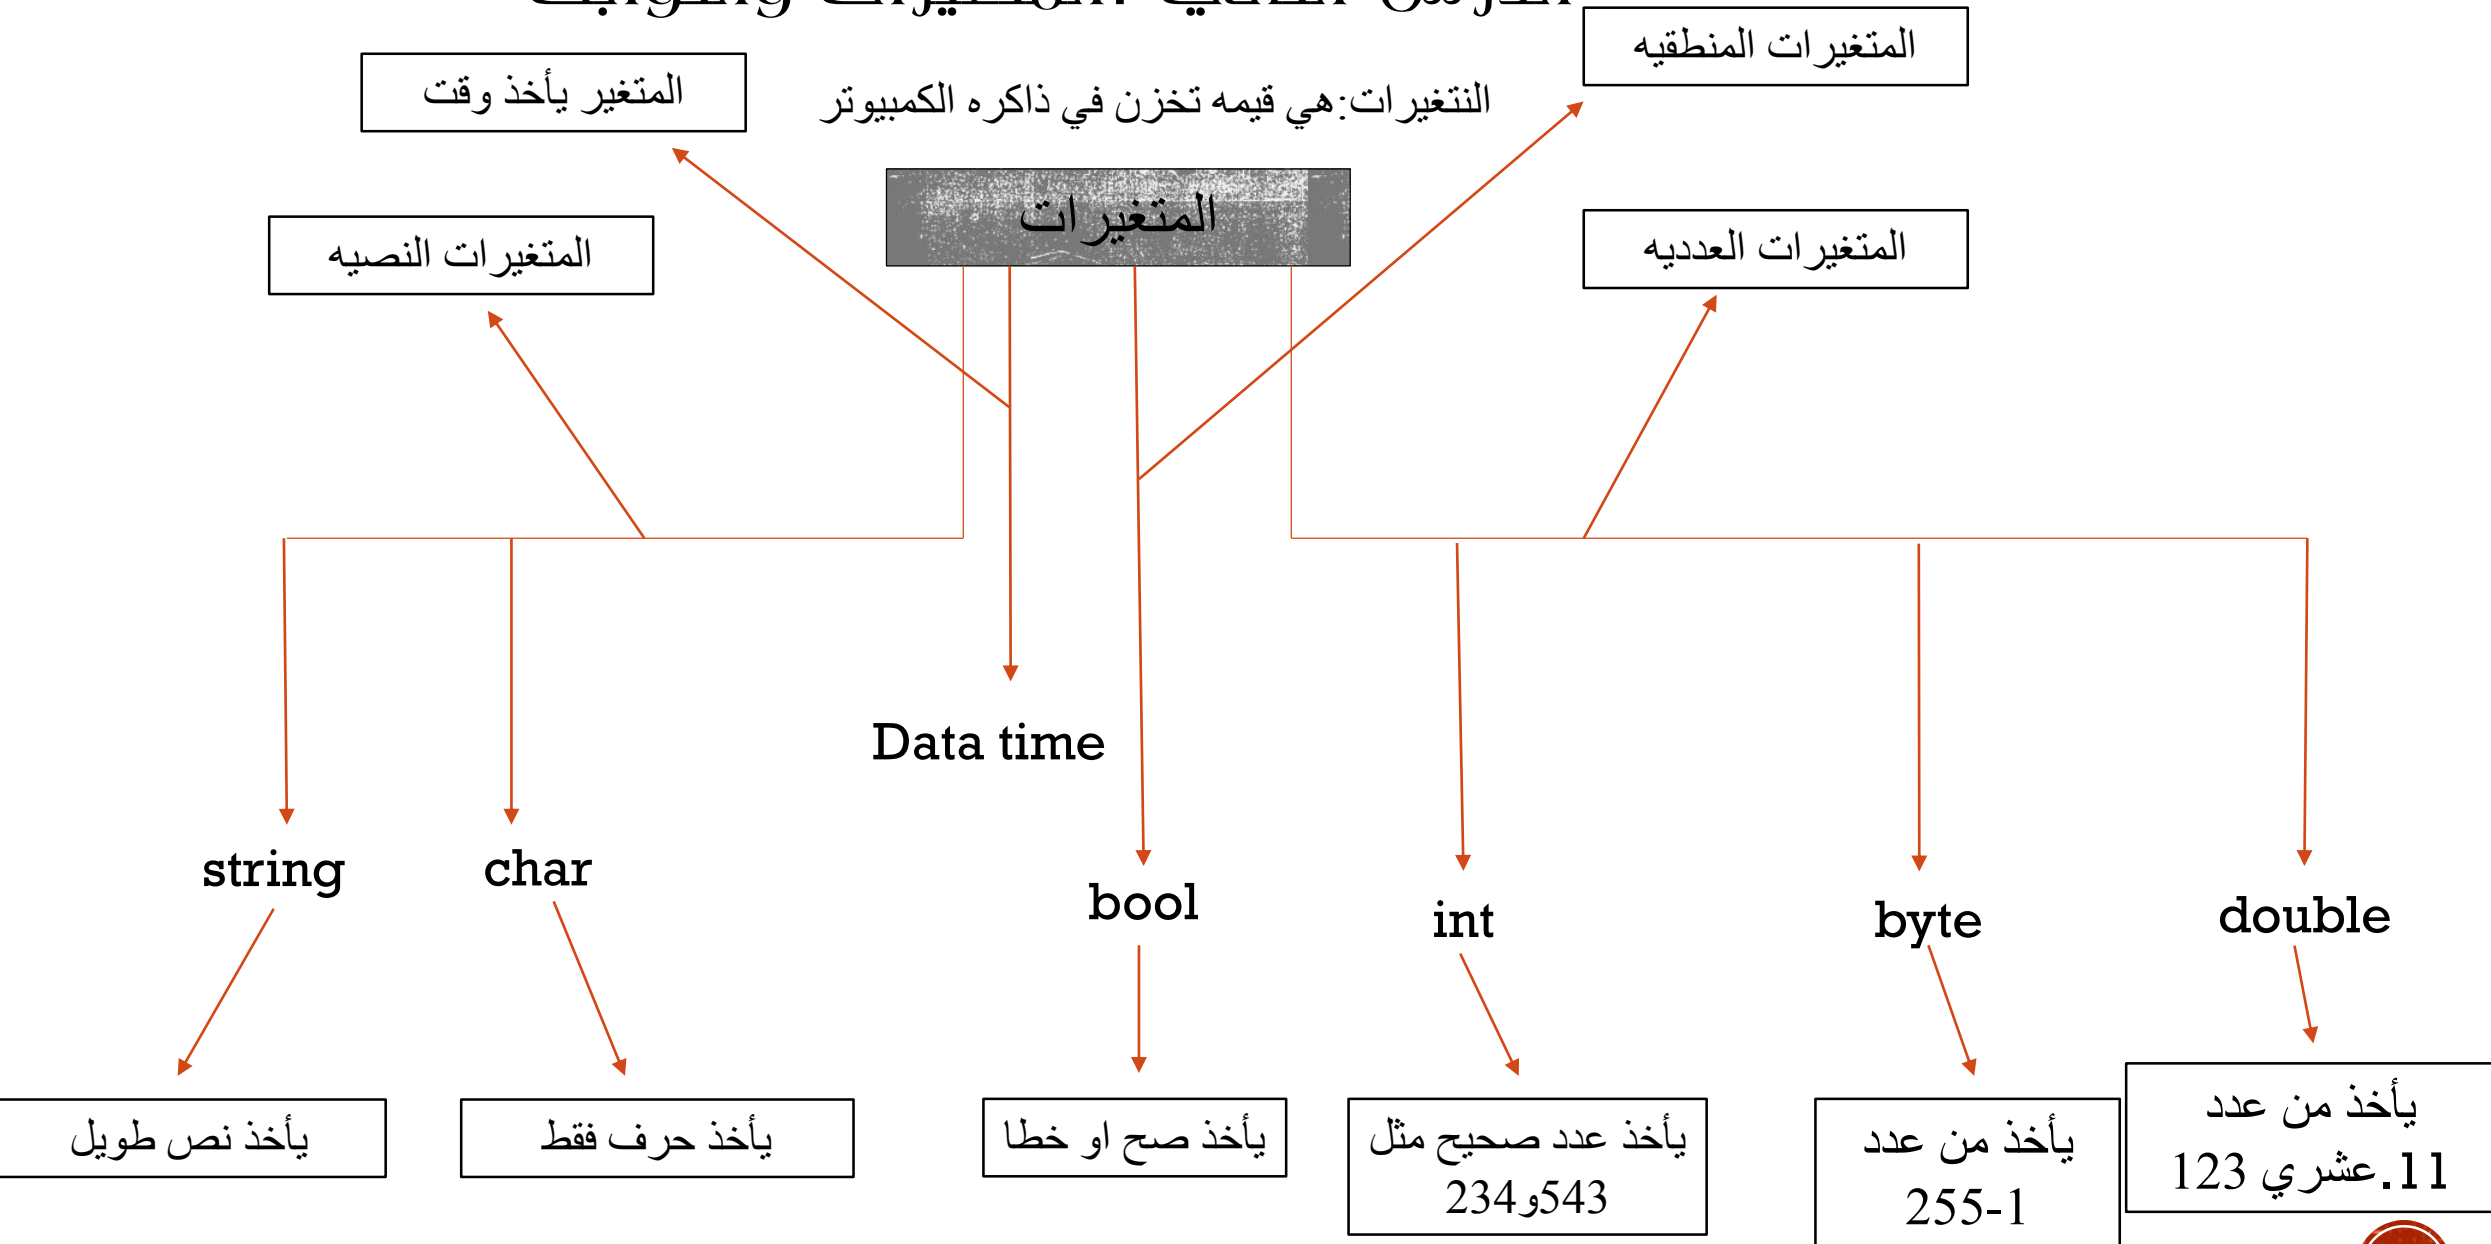 المتغيرات المنطقيه
المتغير يأخذ وقت
النتغيرات:هي قيمه تخزن في ذاكره الكمبيوتر
المتغيرات
المتغيرات العدديه
المتغيرات النصيه
Data time
string
char
bool
int
byte
double
يأخذ نص طويل
يأخذ حرف فقط
يأخذ صح او خطا
يأخذ عدد صحيح مثل
543و234
يأخذ من عدد
1-255
يأخذ من عدد
11.عشري 123